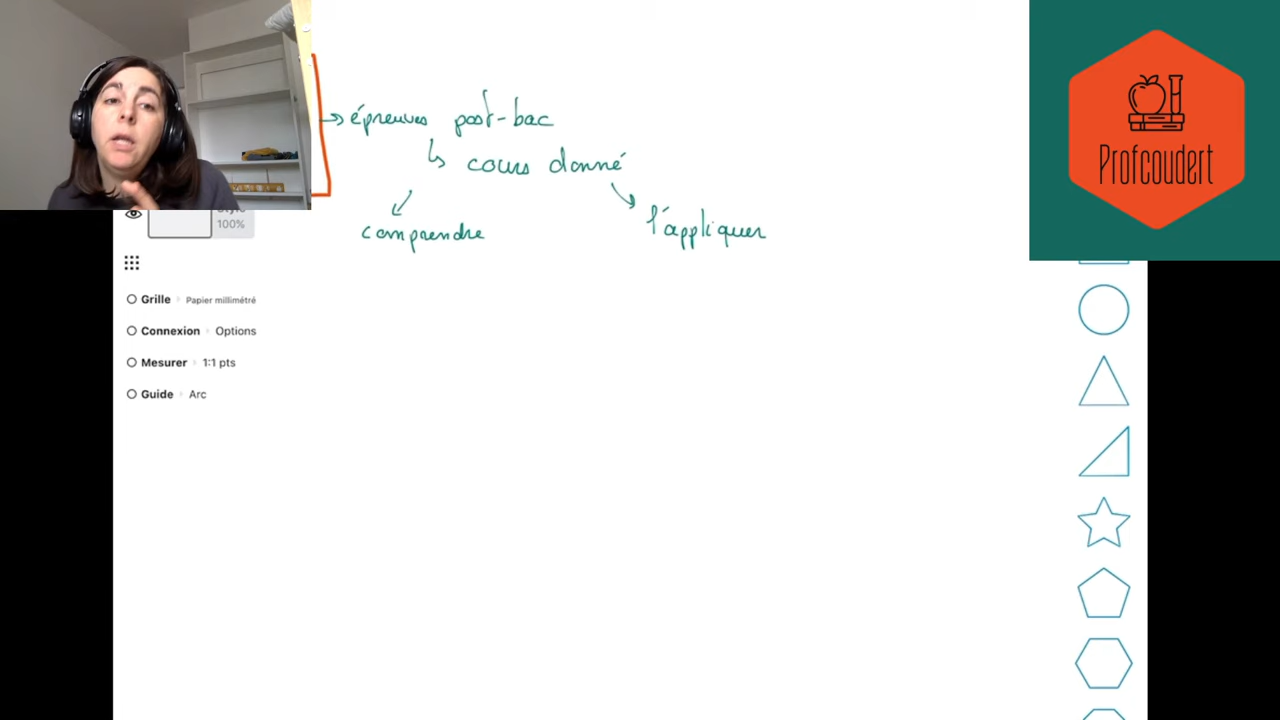 → épreuves post-bac
↳ cours donné
comprendre
l'appliquer
Profcoudert
100%
Grille › Papier millimétré
Connexion › Options
Mesurer › 1:1 pts
Guide › Arc